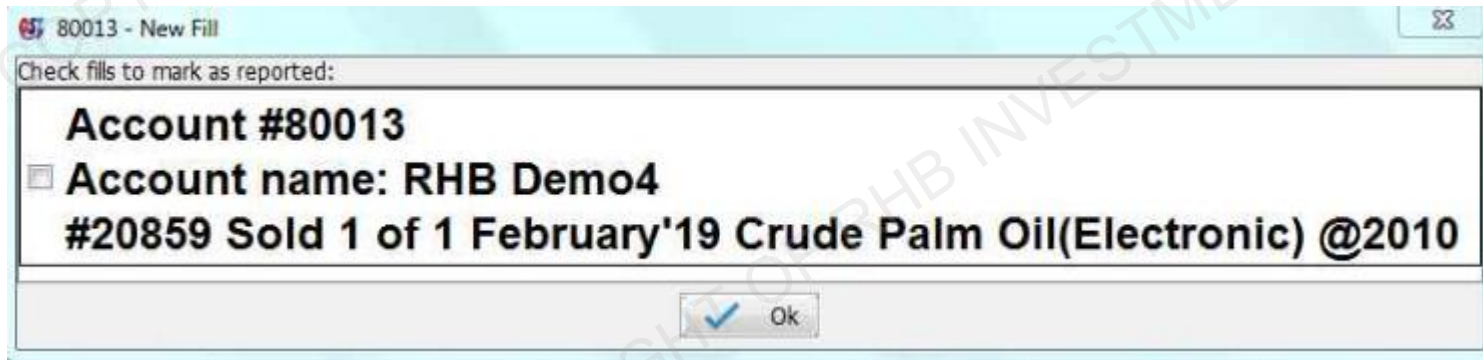 80013 - New Fill
Check fills to mark as reported:
Account #80013
Account name: RHB Demo4
#20859 Sold 1 of 1 February'19 Crude Palm Oil(Electronic) @2010
Ok